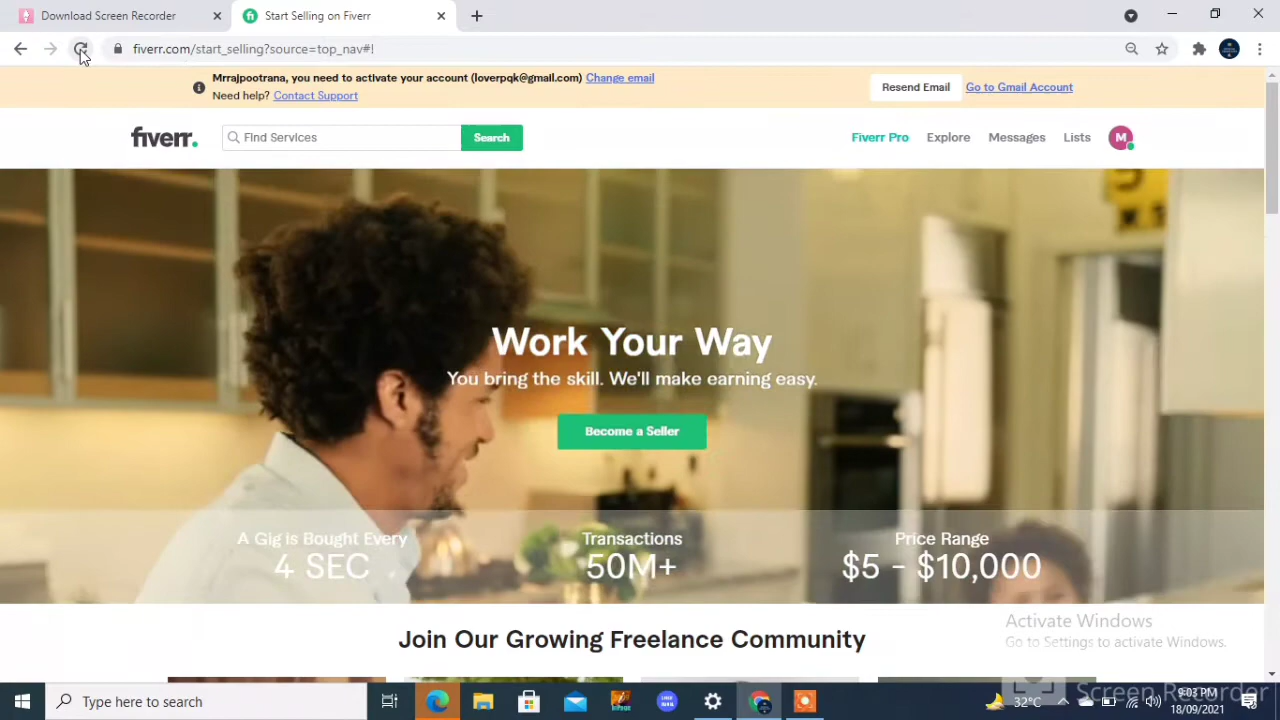 Download Screen Recorder
Start Selling on Fiverr
fiverr.com/start_selling?source=top_nav#!
Mrrajpootrana, you need to activate your account (loverpqk@gmail.com) Change email
Need help? Contact Support
Resend Email
Go to Gmail Account
fiverr.
Find Services
Search
Fiverr Pro
Explore
Messages
Lists
M
Work Your Way
You bring the skill. We'll make earning easy.
Become a Seller
A Gig is Bought Every
4 SEC
Transactions
50M+
Price Range
$5 - $10,000
Join Our Growing Freelance Community
Activate Windows
Go to Settings to activate Windows.
Screen Recorder
Type here to search
32°C
9:03 PM
18/09/2021